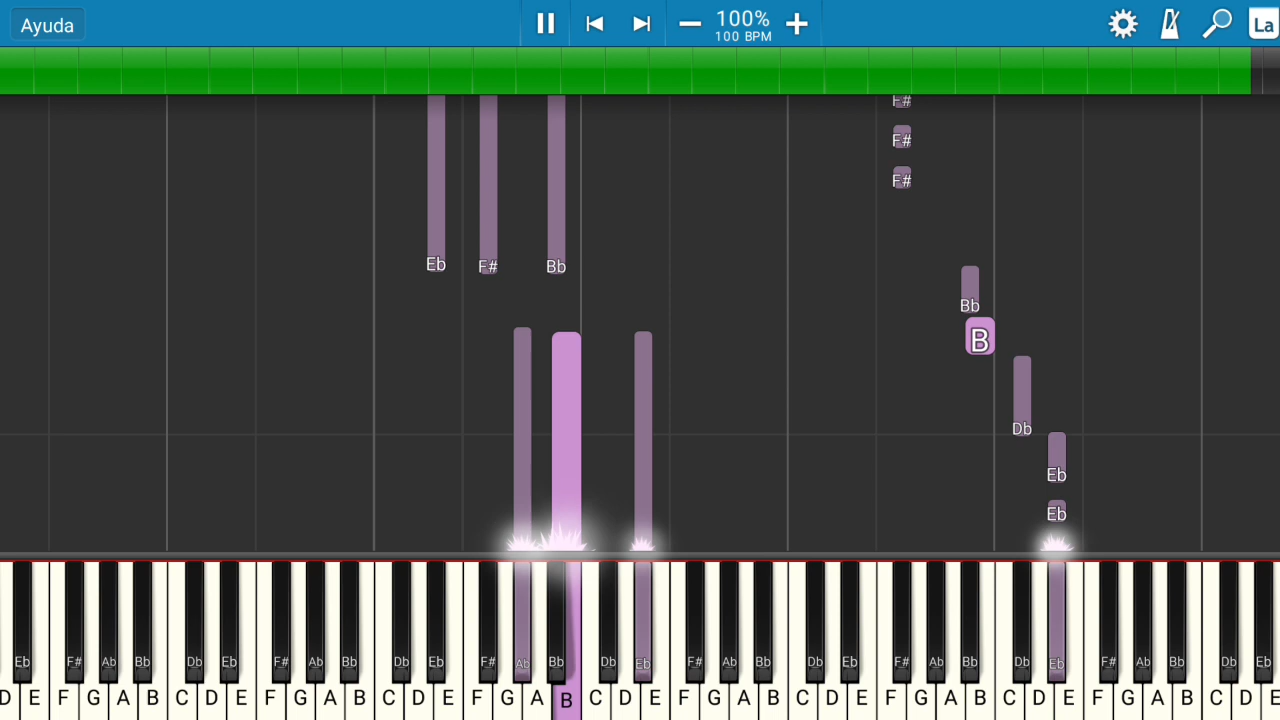 Ayuda
100%
100 BPM
La
F#
F#
F#
Eb F# Bb
Bb
B
Db
Eb
Eb
Eb F# Ab Bb Db Eb F# Ab Bb Db Eb F# Ab Bb Db Eb F# Ab Bb Db Eb F# Ab Bb Db Eb F# Ab Bb Db Eb
D E F G A B C D E F G A B C D E F G A B C D E F G A B C D E F G A B C D E F G A B C D E